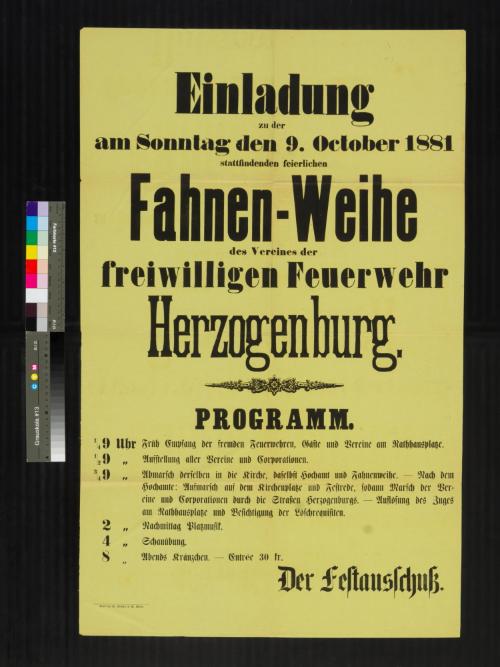 Einladung
zu der
am Sonntag den 9. October 1881
stattfindenden feierlichen
Fahnen-Weihe
des Vereines der
freiwilligen Feuerwehr
Herzogenburg.
PROGRAMM.
1/4 9 Uhr Früh Empfang der fremden Feuerwehren, Gäste und Vereine am Rathhausplatze.
1/2 9 „ Aufstellung aller Vereine und Corporationen.
3/4 9 „ Abmarsch derselben in die Kirche, daselbst Hochamt und Fahnenweihe. — Nach dem
Hochamte: Aufmarsch auf dem Kirchenplatze und Festrede, sodann Marsch der Ver-
eine und Corporationen durch die Straßen Herzogenburgs. — Auflösung des Zuges
am Rathhausplatze und Besichtigung der Löschrequisiten.
2 „ Nachmittag Platzmusik.
4 „ Schauübung.
8 „ Abends Kränzchen. — Entrée 30 kr.
Der Festausschuß.